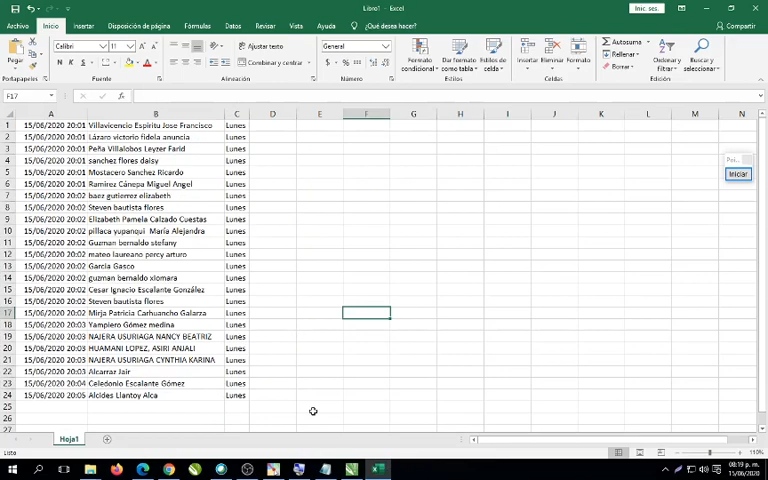 Libro1 - Excel
Inic. ses.
Archivo Inicio Insertar Disposición de página Fórmulas Datos Revisar Vista Ayuda ¿Qué desea hacer? Compartir
Pegar
Calibri 11
Ajustar texto
General
Formato condicional
Dar formato como tabla
Estilos de celda
Insertar Eliminar Formato
Autosuma
Rellenar
Borrar
Ordenar y filtrar
Buscar y seleccionar
Portapapeles Fuente Alineación Número Estilos Celdas Edición
F17 fx
A B C D E F G H I J K L M N
1 15/06/2020 20:01 Villavicencio Espíritu Jose Francisco Lunes
2 15/06/2020 20:01 Lázaro victorio fidela anuncia Lunes
3 15/06/2020 20:01 Peña Villalobos Leyzer Farid Lunes
4 15/06/2020 20:01 sanchez flores daisy Lunes
5 15/06/2020 20:01 Mostacero Sanchez Ricardo Lunes
6 15/06/2020 20:01 Ramírez Cánepa Miguel Angel Lunes
7 15/06/2020 20:02 baez gutierrez elizabeth Lunes
8 15/06/2020 20:02 Steven bautista flores Lunes
9 15/06/2020 20:02 Elizabeth Pamela Calzado Cuestas Lunes
10 15/06/2020 20:02 pillaca yupanqui María Alejandra Lunes
11 15/06/2020 20:02 Guzman bernaldo stefany Lunes
12 15/06/2020 20:02 mateo laureano percy arturo Lunes
13 15/06/2020 20:02 Garcia Gasco Lunes
14 15/06/2020 20:02 guzman bernaldo xiomara Lunes
15 15/06/2020 20:02 Cesar Ignacio Escalante González Lunes
16 15/06/2020 20:02 Steven bautista flores Lunes
17 15/06/2020 20:02 Mirja Patricia Carhuancho Galarza Lunes
18 15/06/2020 20:03 Yampiero Gómez medina Lunes
19 15/06/2020 20:03 NAJERA USURIAGA NANCY BEATRIZ Lunes
20 15/06/2020 20:03 HUAMANI LOPEZ, ASIRI ANJALI Lunes
21 15/06/2020 20:03 NAJERA USURIAGA CYNTHIA KARINA Lunes
22 15/06/2020 20:03 Alcarraz Jair Lunes
23 15/06/2020 20:04 Celedonio Escalante Gómez Lunes
24 15/06/2020 20:05 Alcides Llantoy Alca Lunes
25
26
27
Iniciar
Hoja1
Listo
110%
08:19 p. m.
15/06/2020